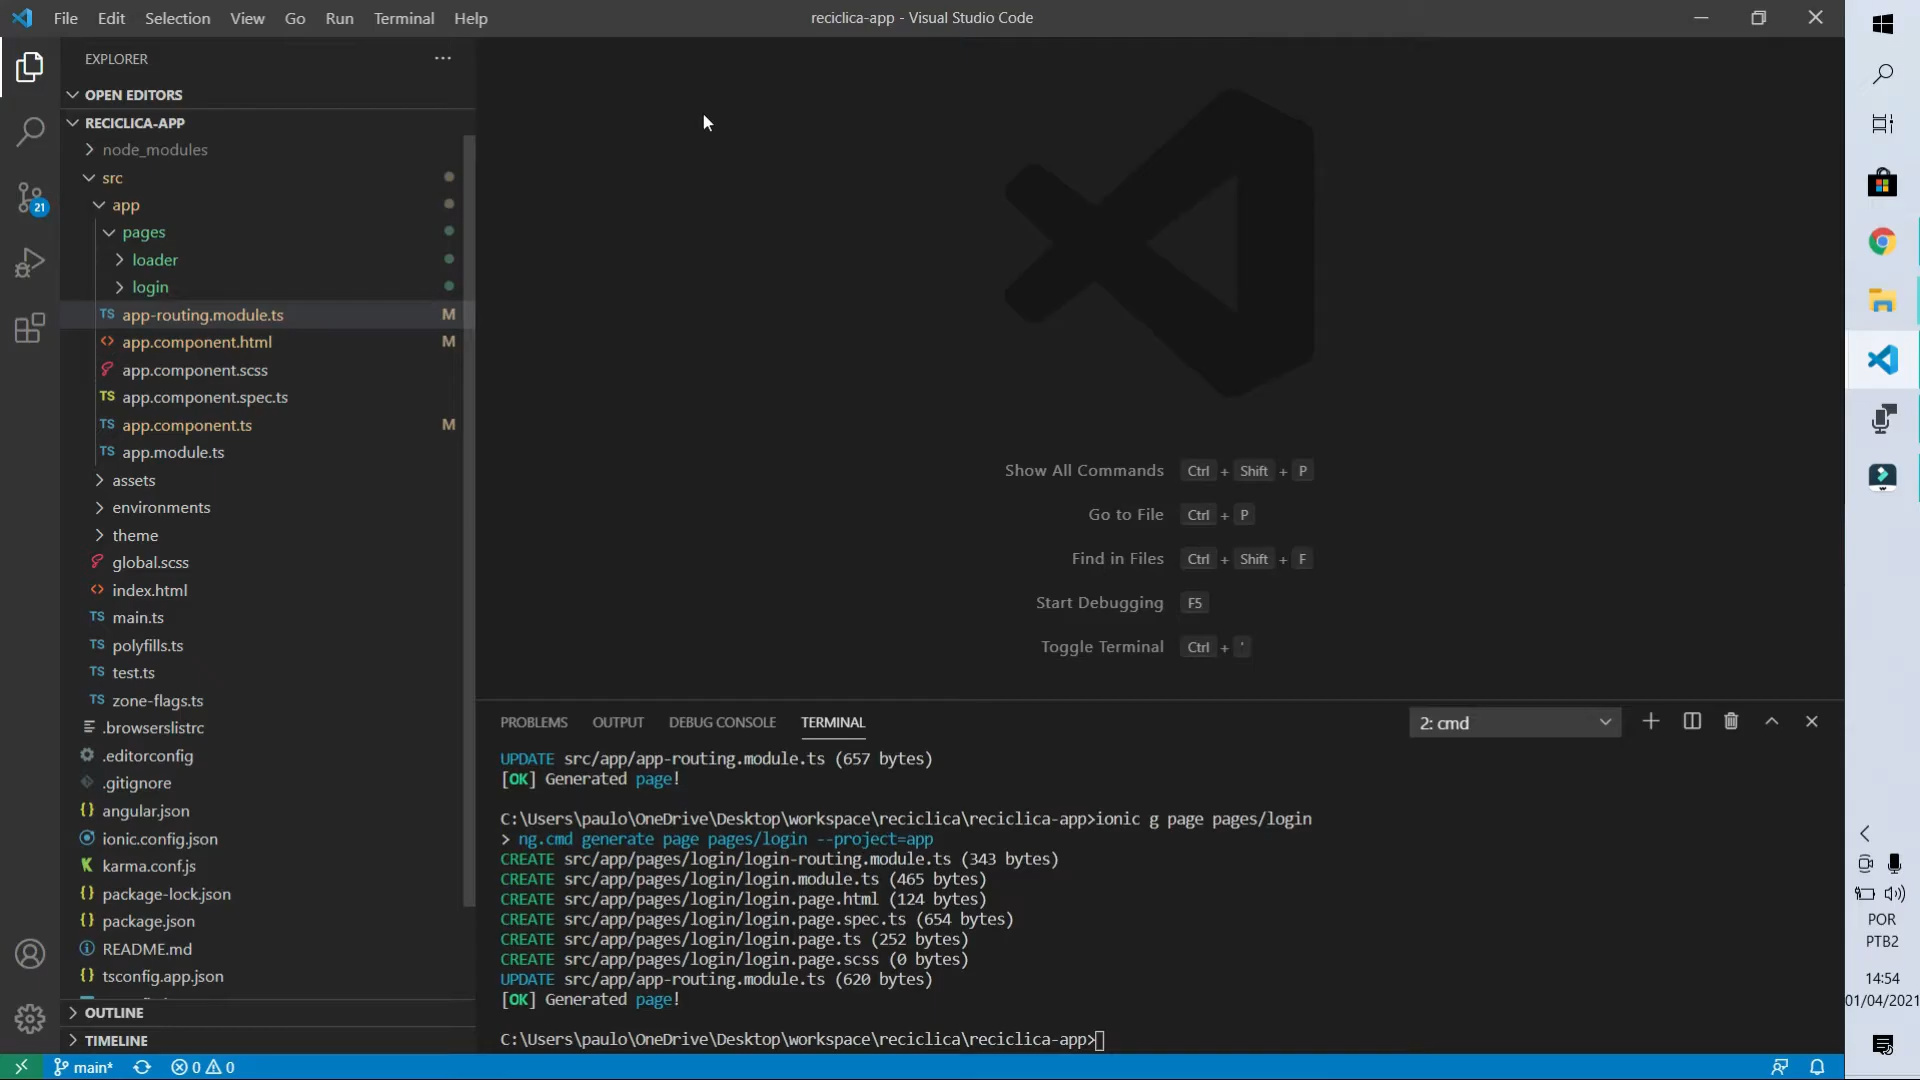 File Edit Selection View Go Run Terminal Help
reciclica-app - Visual Studio Code
EXPLORER
OPEN EDITORS
RECICLICA-APP
node_modules
src
app
pages
loader
login
TS app-routing.module.ts M
<> app.component.html M
app.component.scss
TS app.component.spec.ts
TS app.component.ts M
TS app.module.ts
assets
environments
theme
global.scss
<> index.html
TS main.ts
TS polyfills.ts
TS test.ts
TS zone-flags.ts
.browserslistrc
.editorconfig
.gitignore
{} angular.json
ionic.config.json
karma.conf.js
{} package-lock.json
{} package.json
README.md
tsconfig.app.json
OUTLINE
TIMELINE
21
Show All Commands Ctrl + Shift + P
Go to File Ctrl + P
Find in Files Ctrl + Shift + F
Start Debugging F5
Toggle Terminal Ctrl + '
PROBLEMS OUTPUT DEBUG CONSOLE TERMINAL
2: cmd
UPDATE src/app/app-routing.module.ts (657 bytes)
[OK] Generated page!
C:\Users\paulo\OneDrive\Desktop\workspace\reciclica\reciclica-app>ionic g page pages/login
> ng.cmd generate page pages/login --project=app
CREATE src/app/pages/login/login-routing.module.ts (343 bytes)
CREATE src/app/pages/login/login.module.ts (465 bytes)
CREATE src/app/pages/login/login.page.html (124 bytes)
CREATE src/app/pages/login/login.page.spec.ts (654 bytes)
CREATE src/app/pages/login/login.page.ts (252 bytes)
CREATE src/app/pages/login/login.page.scss (0 bytes)
UPDATE src/app/app-routing.module.ts (620 bytes)
[OK] Generated page!
C:\Users\paulo\OneDrive\Desktop\workspace\reciclica\reciclica-app>
main* 0 0
POR
PTB2
14:54
01/04/2021